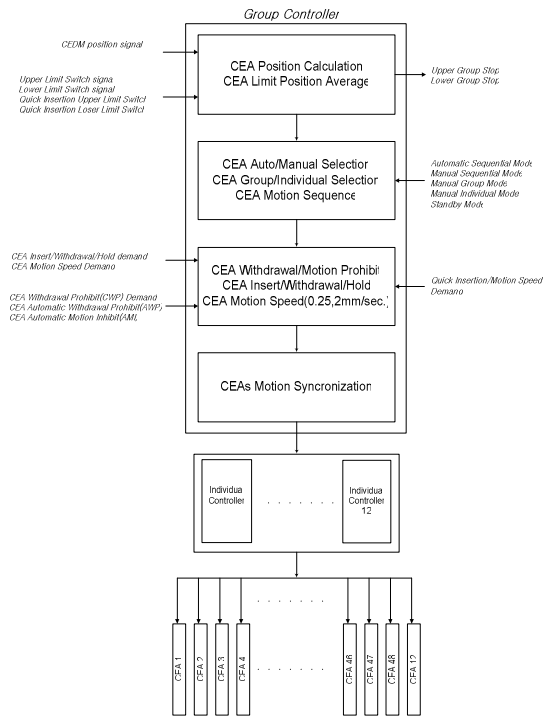 Group Controller
CEDM position signal
Upper Limit Switch signa
Lower Limit Switch signal
Quick Insertion Upper Limit Switch
Quick Insertion Loser Limit Switch
CEA Position Calculation
CEA Limit Position Average
Upper Group Stop
Lower Group Stop
CEA Auto/Manual Selection
CEA Group/Individual Selection
CEA Motion Sequence
Automatic Sequential Mode
Manual Sequential Mode
Manual Group Mode
Manual Individual Mode
Standby Mode
CEA Insert/Withdrawal/Hold demand
CEA Motion Speed Demand
CEA Withdrawal Prohibit(CWP) Demand
CEA Automatic Withdrawal Prohibit(AWP)
CEA Automatic Motion Inhibit(AMI,
CEA Withdrawal/Motion Prohibit
CEA Insert/Withdrawal/Hold
CEA Motion Speed(0.25,2mm/sec.)
Quick Insertion/Motion Speed
Demand
CEAs Motion Syncronization
Individua
Controller
. . . . . . .
Individua
Controller
12
. . . . . . .
CEA 1
CEA 2
CEA 3
CEA 4
. . . . . . .
CEA 46
CEA 47
CEA 48
CEA 12